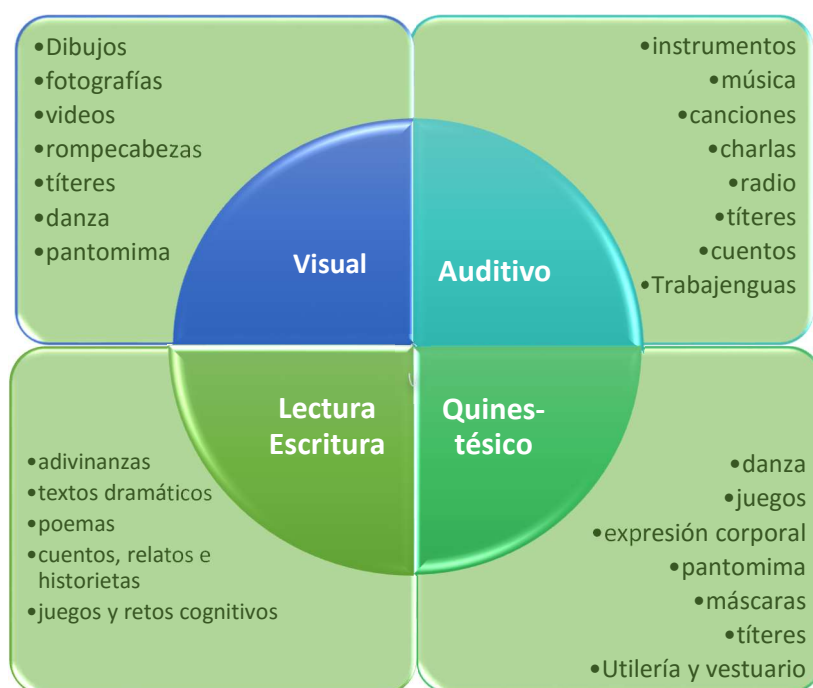 •Dibujos
•fotografías
•videos
•rompecabezas
•títeres
•danza
•pantomima
•instrumentos
•música
•canciones
•charlas
•radio
•títeres
•cuentos
•Trabajenguas
Visual
Auditivo
Lectura
Escritura
Quines-
tésico
•adivinanzas
•textos dramáticos
•poemas
•cuentos, relatos e
historietas
•juegos y retos cognitivos
•danza
•juegos
•expresión corporal
•pantomima
•máscaras
•títeres
•Utilería y vestuario